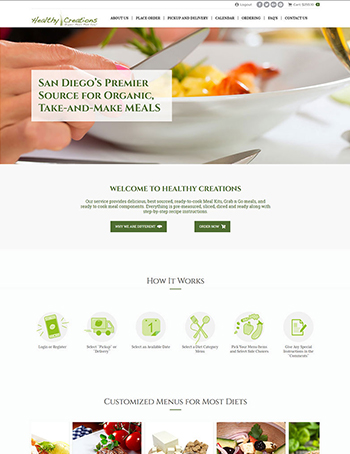 Logout Cart
Healthy Creations
ABOUT US PLACE ORDER PICKUP AND DELIVERY CALENDAR ORDERING FAQ'S CONTACT US
San Diego's Premier
Source for Organic,
Take-and-Make MEALS
WELCOME TO HEALTHY CREATIONS
Our service provides delicious, best sourced, ready-to-cook Meal Kits, Grab n Go meals, and
ready to cook meal components. Everything is pre-measured, sliced, diced and ready along with
step-by-step recipe instructions.
WHY WE ARE DIFFERENT ORDER NOW
How It Works
Login or Register
Select "Pickup" or
"Delivery"
Select an Available Date
Select a Diet Category
Menu
Pick Your Menu Items
and Select Side Choices
Give Any Special
Instructions in the
"Comments"
Customized Menus for Most Diets